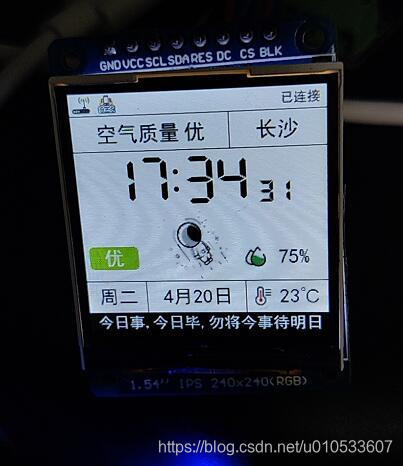 GND VCC SCL SDA RES DC CS BLK
已连接
空气质量 优 长沙
17:34 31
优 75%
周二 4月20日 23℃
今日事,今日毕,勿将今事待明日
1.54" IPS 240x240(RGB)
https://blog.csdn.net/u010533607